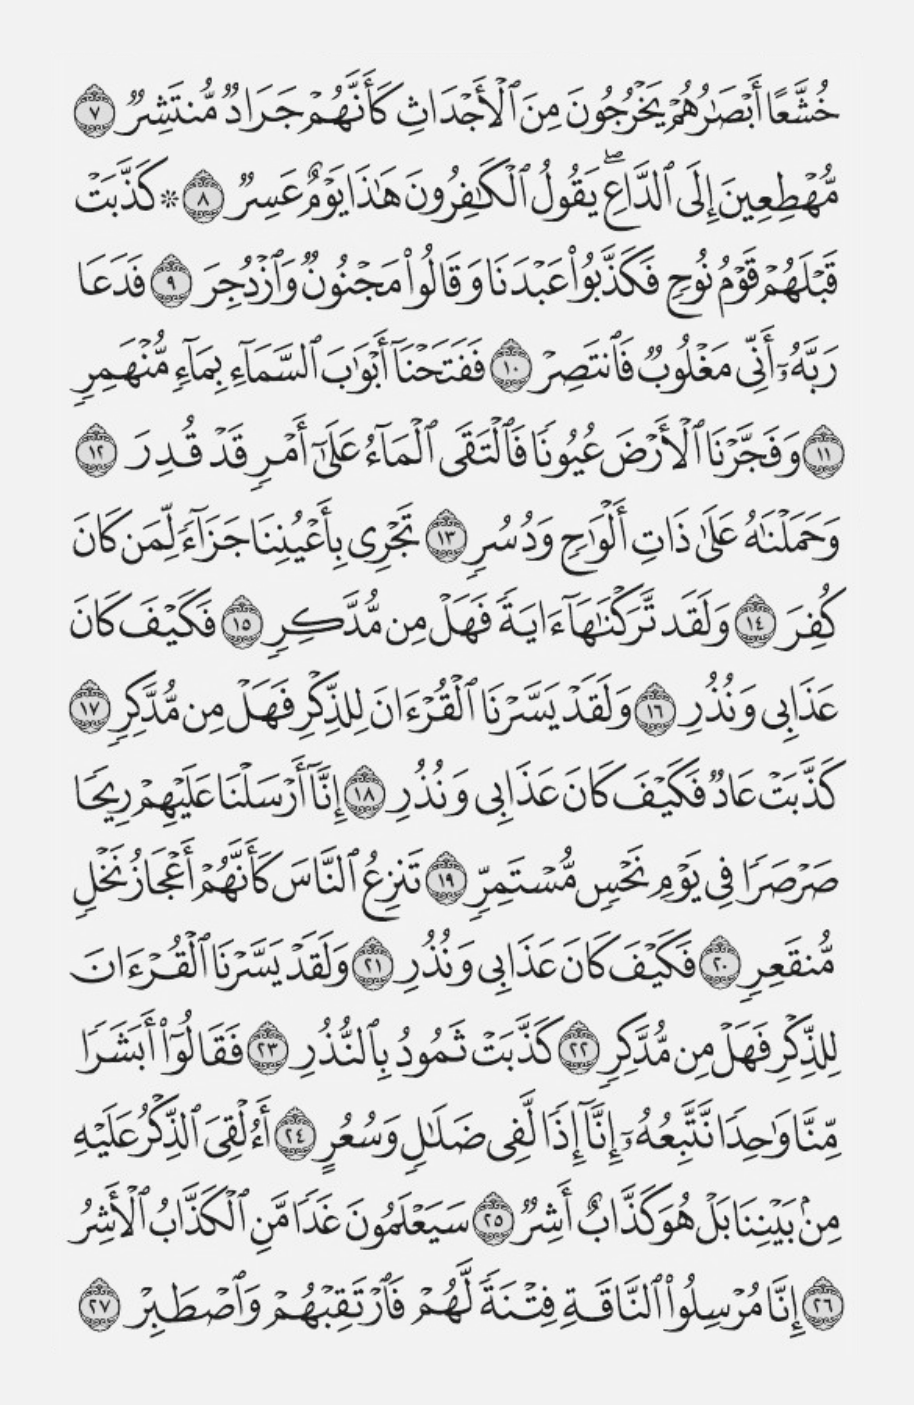 خُشَّعًا أَبۡصَٰرُهُمۡ يَخۡرُجُونَ مِنَ ٱلۡأَجۡدَاثِ كَأَنَّهُمۡ جَرَادٞ مُّنتَشِرٞ ٧
مُّهۡطِعِينَ إِلَى ٱلدَّاعِۖ يَقُولُ ٱلۡكَٰفِرُونَ هَٰذَا يَوۡمٌ عَسِرٞ ٨ ۞ كَذَّبَتۡ
قَبۡلَهُمۡ قَوۡمُ نُوحٖ فَكَذَّبُواْ عَبۡدَنَا وَقَالُواْ مَجۡنُونٞ وَٱزۡدُجِرَ ٩ فَدَعَا
رَبَّهُۥٓ أَنِّي مَغۡلُوبٞ فَٱنتَصِرۡ ١٠ فَفَتَحۡنَآ أَبۡوَٰبَ ٱلسَّمَآءِ بِمَآءٖ مُّنۡهَمِرٖ
١١ وَفَجَّرۡنَا ٱلۡأَرۡضَ عُيُونٗا فَٱلۡتَقَى ٱلۡمَآءُ عَلَىٰٓ أَمۡرٖ قَدۡ قُدِرَ ١٢
وَحَمَلۡنَٰهُ عَلَىٰ ذَاتِ أَلۡوَٰحٖ وَدُسُرٖ ١٣ تَجۡرِي بِأَعۡيُنِنَا جَزَآءٗ لِّمَن كَانَ
كُفِرَ ١٤ وَلَقَد تَّرَكۡنَٰهَآ ءَايَةٗ فَهَلۡ مِن مُّدَّكِرٖ ١٥ فَكَيۡفَ كَانَ
عَذَابِي وَنُذُرِ ١٦ وَلَقَدۡ يَسَّرۡنَا ٱلۡقُرۡءَانَ لِلذِّكۡرِ فَهَلۡ مِن مُّدَّكِرٖ ١٧
كَذَّبَتۡ عَادٞ فَكَيۡفَ كَانَ عَذَابِي وَنُذُرِ ١٨ إِنَّآ أَرۡسَلۡنَا عَلَيۡهِمۡ رِيحٗا
صَرۡصَرٗا فِي يَوۡمِ نَحۡسٖ مُّسۡتَمِرّٖ ١٩ تَنزِعُ ٱلنَّاسَ كَأَنَّهُمۡ أَعۡجَازُ نَخۡلٖ
مُّنقَعِرٖ ٢٠ فَكَيۡفَ كَانَ عَذَابِي وَنُذُرِ ٢١ وَلَقَدۡ يَسَّرۡنَا ٱلۡقُرۡءَانَ
لِلذِّكۡرِ فَهَلۡ مِن مُّدَّكِرٖ ٢٢ كَذَّبَتۡ ثَمُودُ بِٱلنُّذُرِ ٢٣ فَقَالُوٓاْ أَبَشَرٗا
مِّنَّا وَٰحِدٗا نَّتَّبِعُهُۥٓ إِنَّآ إِذٗا لَّفِي ضَلَٰلٖ وَسُعُرٍ ٢٤ أَءُلۡقِيَ ٱلذِّكۡرُ عَلَيۡهِ
مِنۢ بَيۡنِنَا بَلۡ هُوَ كَذَّابٌ أَشِرٞ ٢٥ سَيَعۡلَمُونَ غَدٗا مَّنِ ٱلۡكَذَّابُ ٱلۡأَشِرُ
٢٦ إِنَّا مُرۡسِلُواْ ٱلنَّاقَةِ فِتۡنَةٗ لَّهُمۡ فَٱرۡتَقِبۡهُمۡ وَٱصۡطَبِرۡ ٢٧